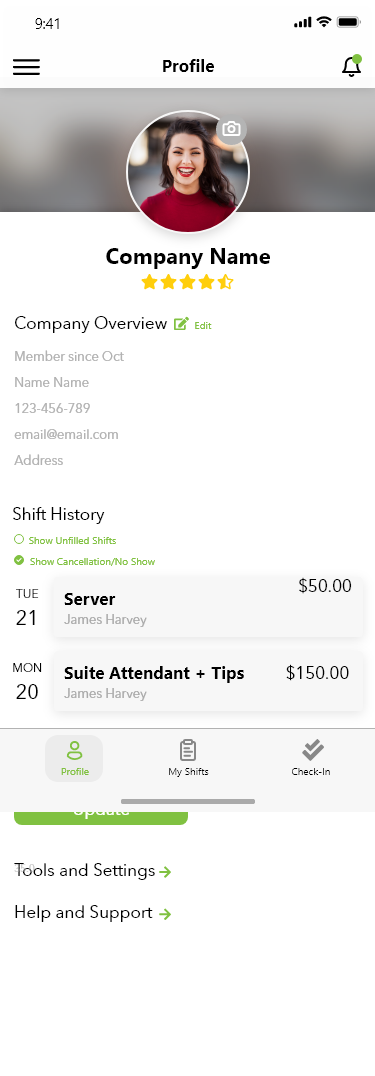 9:41
Profile
Company Name
Company Overview Edit
Member since Oct
Name Name
123-456-789
email@email.com
Address
Shift History
Show Unfilled Shifts
Show Cancellation/No Show
TUE
21
Server
James Harvey
$50.00
MON
20
Suite Attendant + Tips
James Harvey
$150.00
Profile
My Shifts
Check-In
Update
Tools and Settings
Help and Support